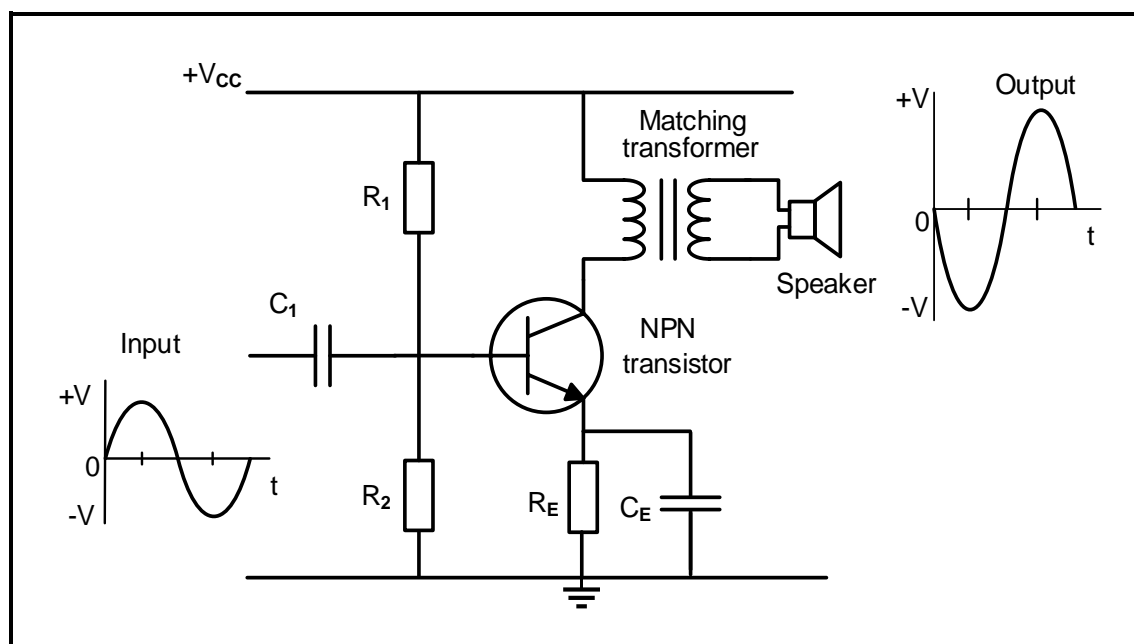 +VCC
Output
+V
Matching
transformer
R1
0
t
Speaker
-V
C1
NPN
transistor
Input
+V
0
t
-V
R2
RE
CE